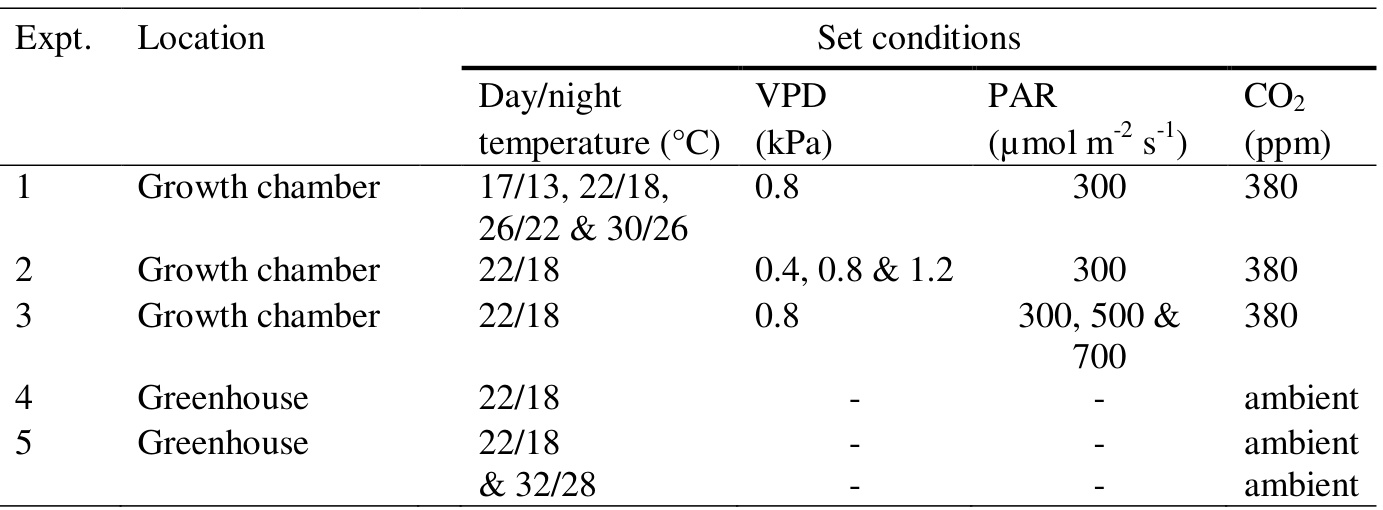 Expt. Location Set conditions
Day/night VPD PAR CO₂
temperature (°C) (kPa) (µmol m⁻² s⁻¹) (ppm)
1 Growth chamber 17/13, 22/18, 0.8 300 380
26/22 & 30/26
2 Growth chamber 22/18 0.4, 0.8 & 1.2 300 380
3 Growth chamber 22/18 0.8 300, 500 & 380
700
4 Greenhouse 22/18 - - ambient
5 Greenhouse 22/18 - - ambient
& 32/28 - - ambient